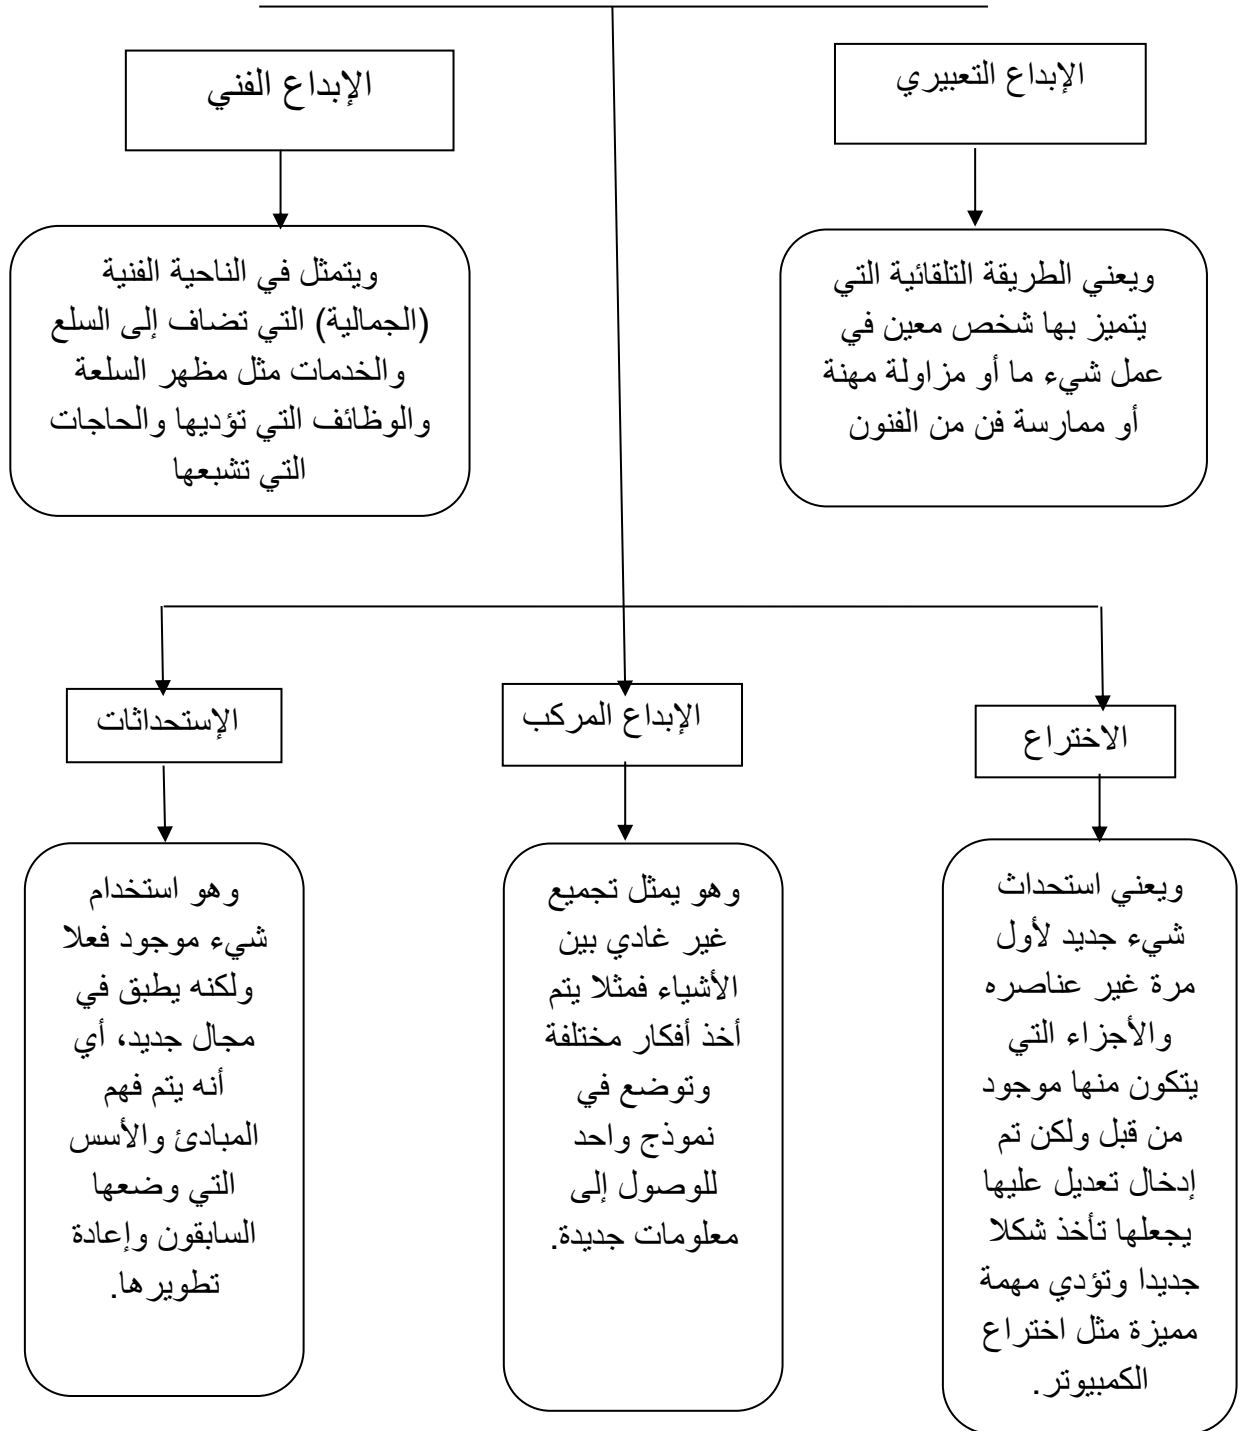 الإبداع التعبيري
ويعني الطريقة التلقائية التي
يتميز بها شخص معين في
عمل شيء ما أو مزاولة مهنة
أو ممارسة فن من الفنون
الإبداع الفني
ويتمثل في الناحية الفنية
(الجمالية) التي تضاف إلى السلع
والخدمات مثل مظهر السلعة
والوظائف التي تؤديها والحاجات
التي تشبعها
الاختراع
ويعني استحداث
شيء جديد لأول
مرة غير عناصره
والأجزاء التي
يتكون منها موجود
من قبل ولكن تم
إدخال تعديل عليها
يجعلها تأخذ شكلا
جديدا وتؤدي مهمة
مميزة مثل اختراع
الكمبيوتر.
الإبداع المركب
وهو يمثل تجميع
غير غادي بين
الأشياء فمثلا يتم
أخذ أفكار مختلفة
وتوضع في
نموذج واحد
للوصول إلى
معلومات جديدة.
الإستحداثات
وهو استخدام
شيء موجود فعلا
ولكنه يطبق في
مجال جديد، أي
أنه يتم فهم
المبادئ والأسس
التي وضعها
السابقون وإعادة
تطويرها.